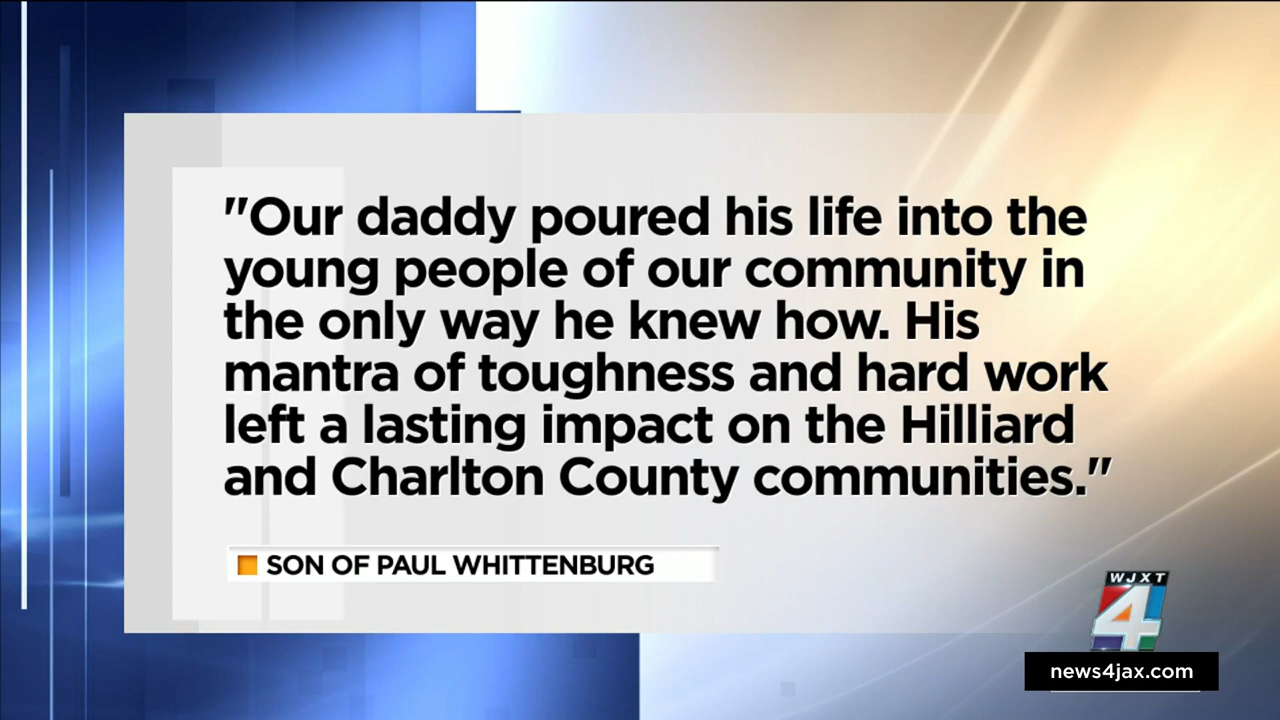 "Our daddy poured his life into the
young people of our community in
the only way he knew how. His
mantra of toughness and hard work
left a lasting impact on the Hilliard
and Charlton County communities."
SON OF PAUL WHITTENBURG
WJXT
4
news4jax.com